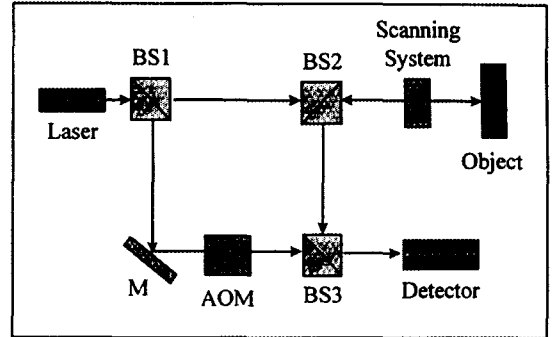 Scanning
System
BS1
BS2
Laser
Object
M
AOM
BS3
Detector